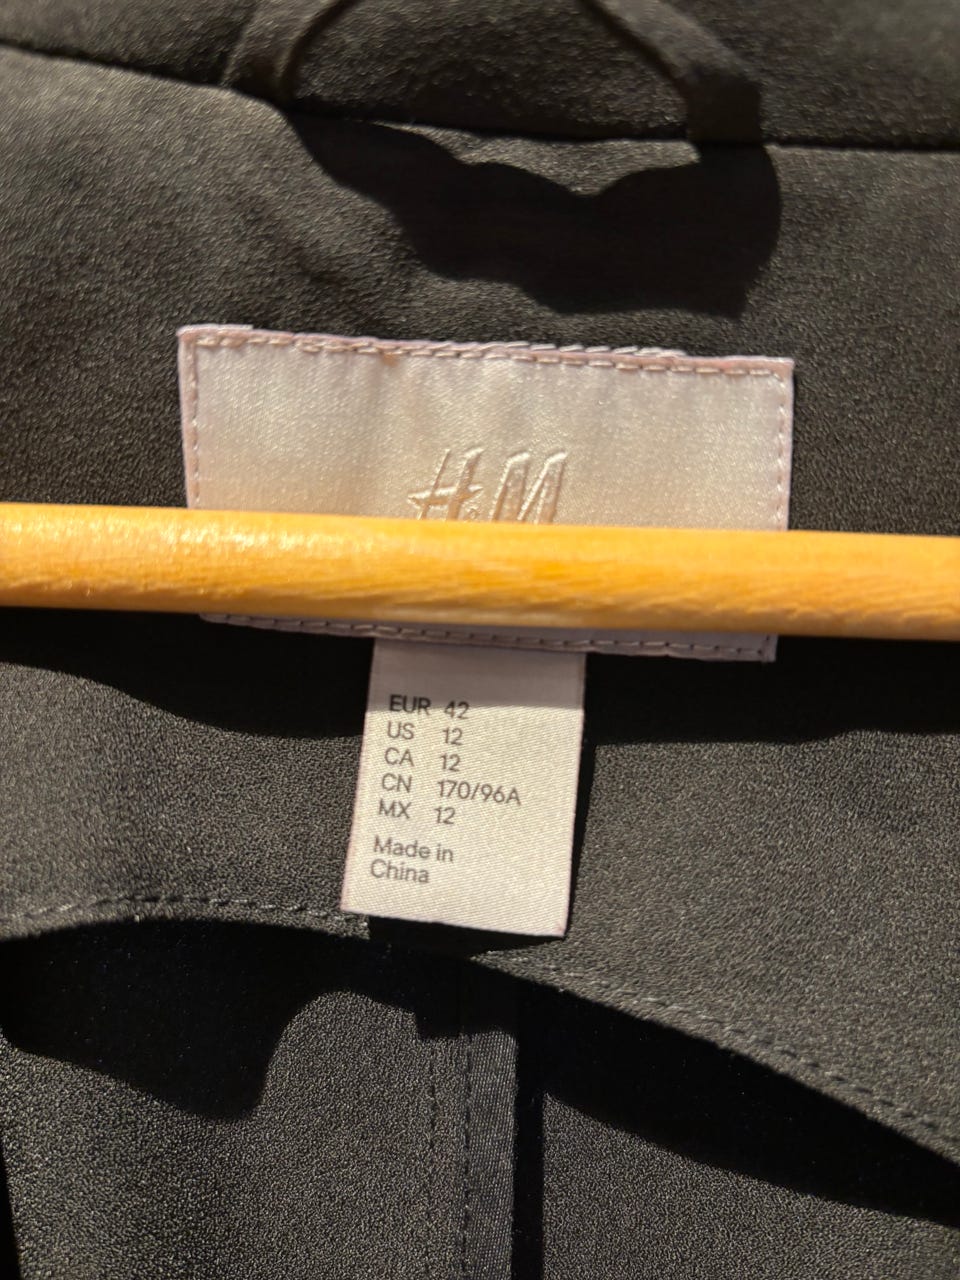 H&M
EUR 42
US 12
CA 12
CN 170/96A
MX 12
Made in
China